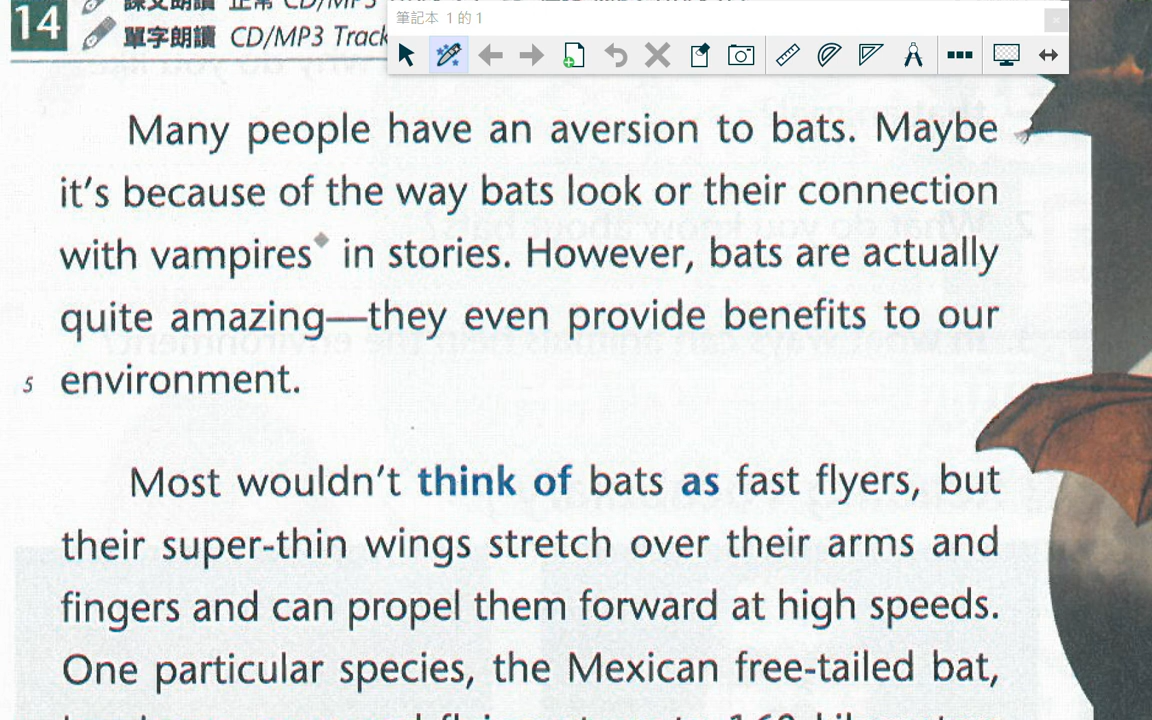 14
單字朗讀 CD/MP3 Track
筆記本 1 的 1
Many people have an aversion to bats. Maybe
it's because of the way bats look or their connection
with vampires◆ in stories. However, bats are actually
quite amazing—they even provide benefits to our
5 environment.
Most wouldn't think of bats as fast flyers, but
their super-thin wings stretch over their arms and
fingers and can propel them forward at high speeds.
One particular species, the Mexican free-tailed bat,